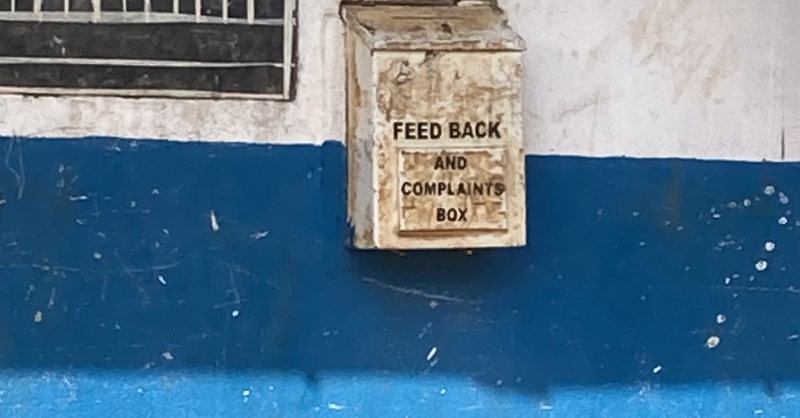 FEED BACK
AND
COMPLAINTS
BOX